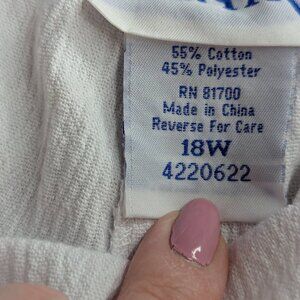 55% Cotton
45% Polyester
RN 81700
Made in China
Reverse For Care
18W
4220622